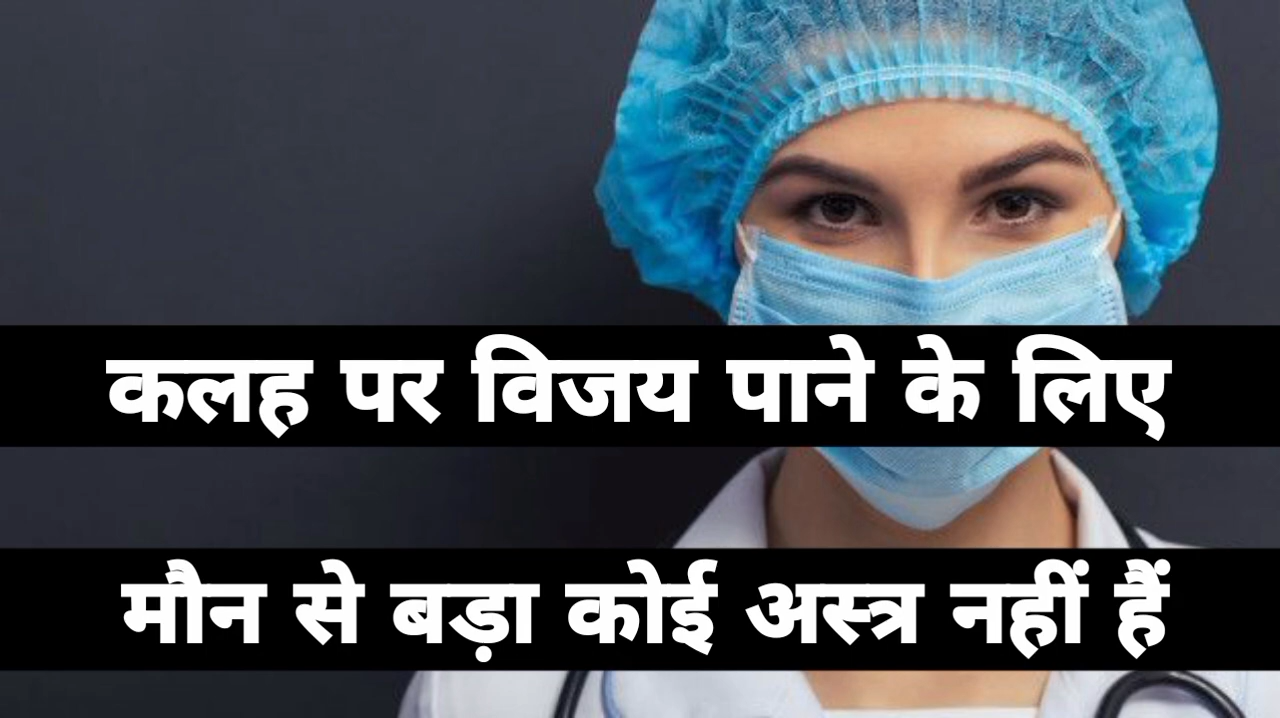 कलह पर विजय पाने के लिए
मौन से बड़ा कोई अस्त्र नहीं हैं